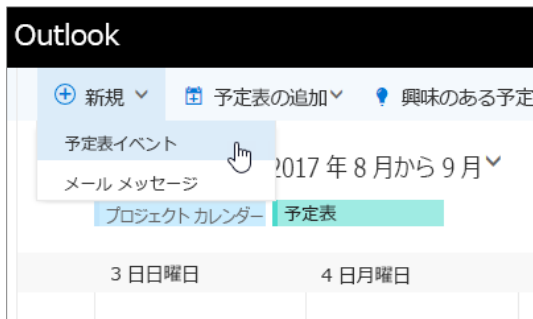 Outlook
新規 予定表の追加 興味のある予定
予定表イベント
メール メッセージ
2017 年 8 月から 9 月
プロジェクト カレンダー 予定表
3 日日曜日 4 日月曜日